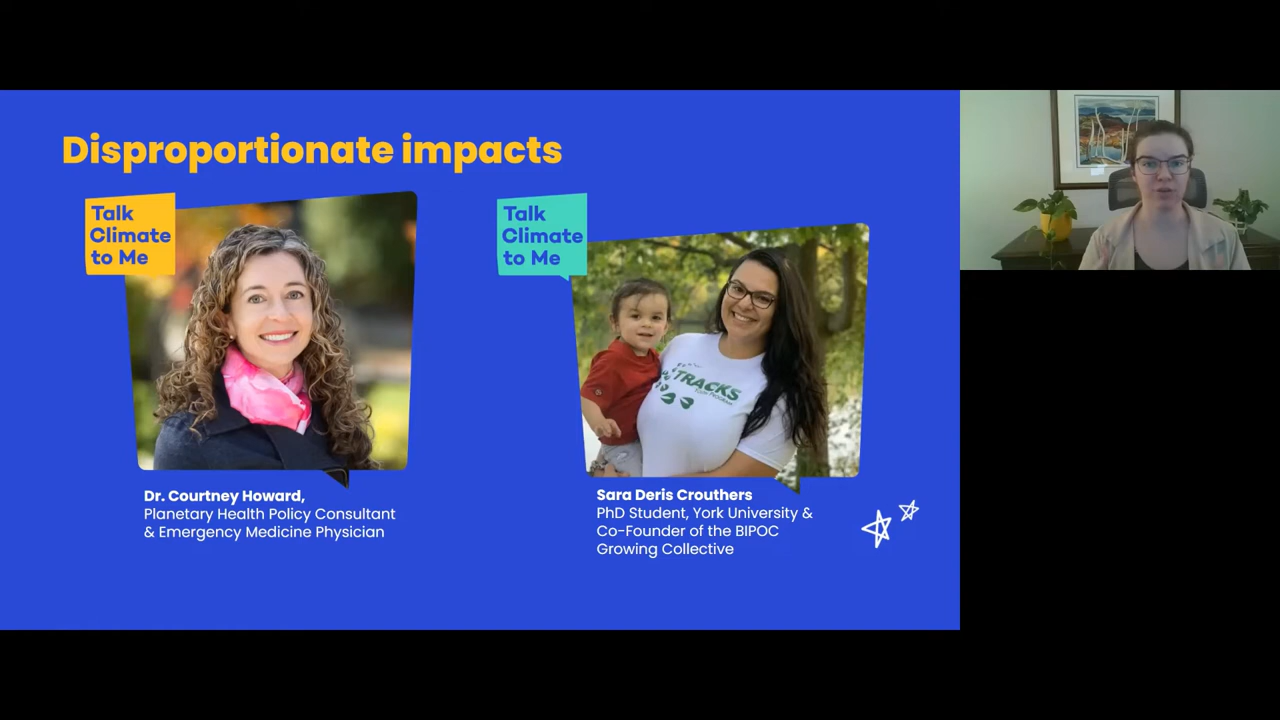 Disproportionate impacts
Talk
Climate
to Me
Talk
Climate
to Me
TRACKS
Dr. Courtney Howard,
Planetary Health Policy Consultant
& Emergency Medicine Physician
Sara Deris Crouthers
PhD Student, York University &
Co-Founder of the BIPOC
Growing Collective